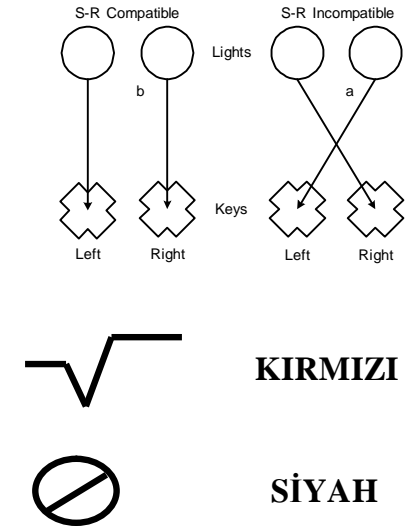 S-R Compatible S-R Incompatible
Lights
b a
Keys
Left Right Left Right
KIRMIZI
SİYAH